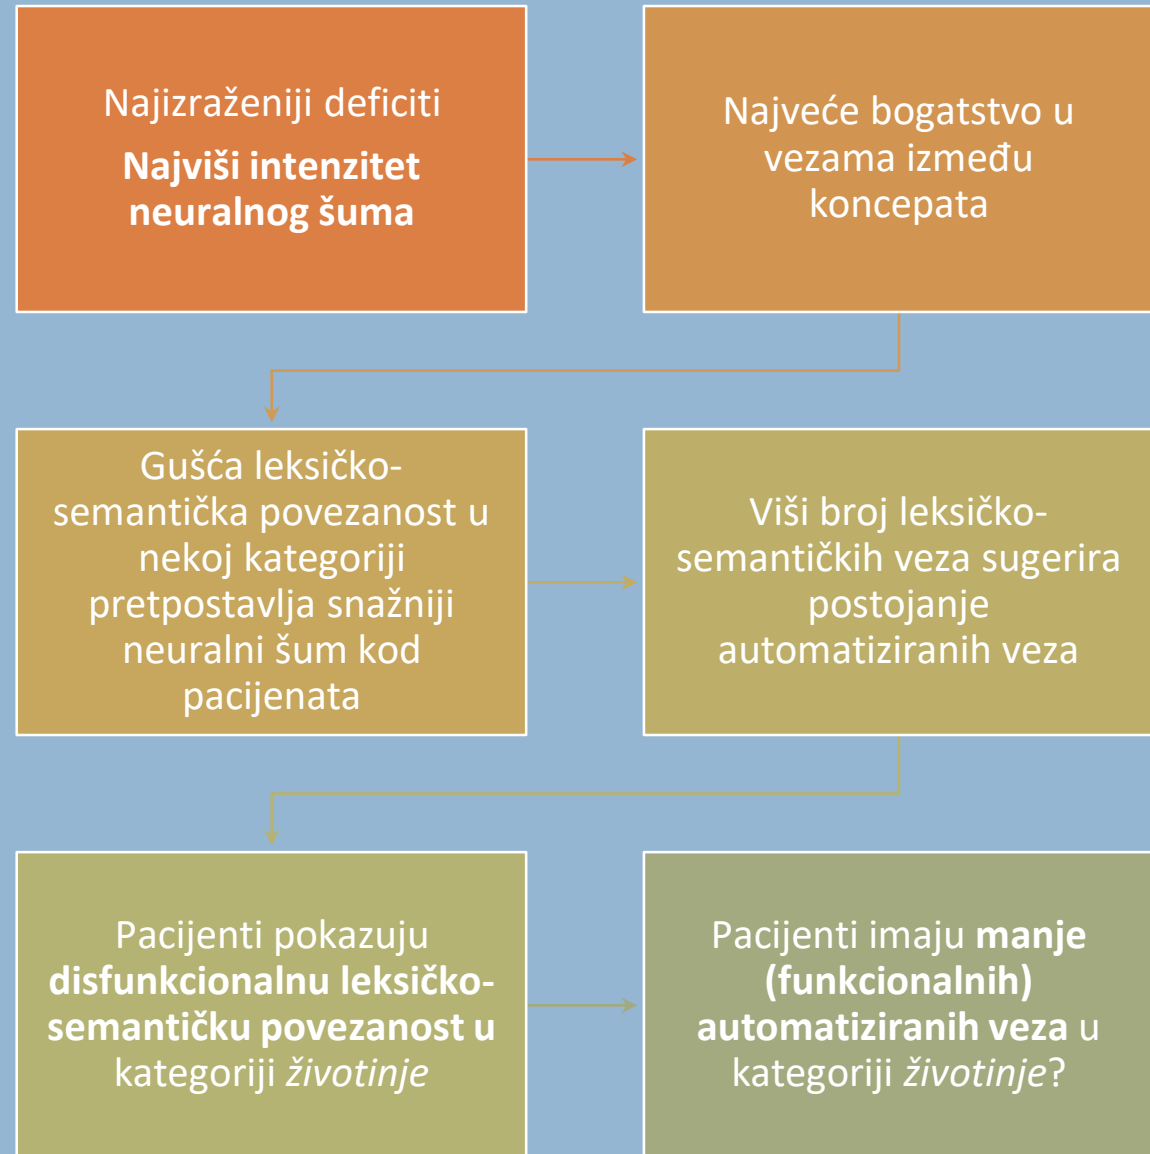 Najizraženiji deficiti
Najviši intenzitet
neuralnog šuma
Najveće bogatstvo u
vezama između
koncepata
Gušća leksičko-
semantička povezanost u
nekoj kategoriji
pretpostavlja snažniji
neuralni šum kod
pacijenata
Viši broj leksičko-
semantičkih veza sugerira
postojanje
automatiziranih veza
Pacijenti pokazuju
disfunkcionalnu leksičko-
semantičku povezanost u
kategoriji životinje
Pacijenti imaju manje
(funkcionalnih)
automatiziranih veza u
kategoriji životinje?